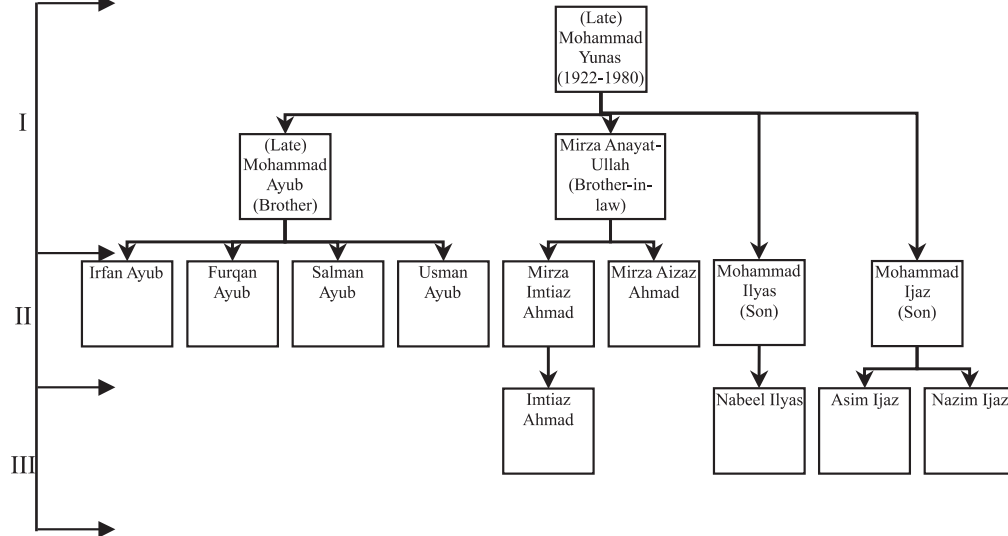 (Late)
Mohammad
Yunas
(1922-1980)
I
(Late)
Mohammad
Ayub
(Brother)
Mirza Anayat-
Ullah
(Brother-in-
law)
II
Irfan Ayub
Furqan
Ayub
Salman
Ayub
Usman
Ayub
Mirza
Imtiaz
Ahmad
Mirza Aizaz
Ahmad
Mohammad
Ilyas
(Son)
Mohammad
Ijaz
(Son)
III
Imtiaz
Ahmad
Nabeel Ilyas
Asim Ijaz
Nazim Ijaz